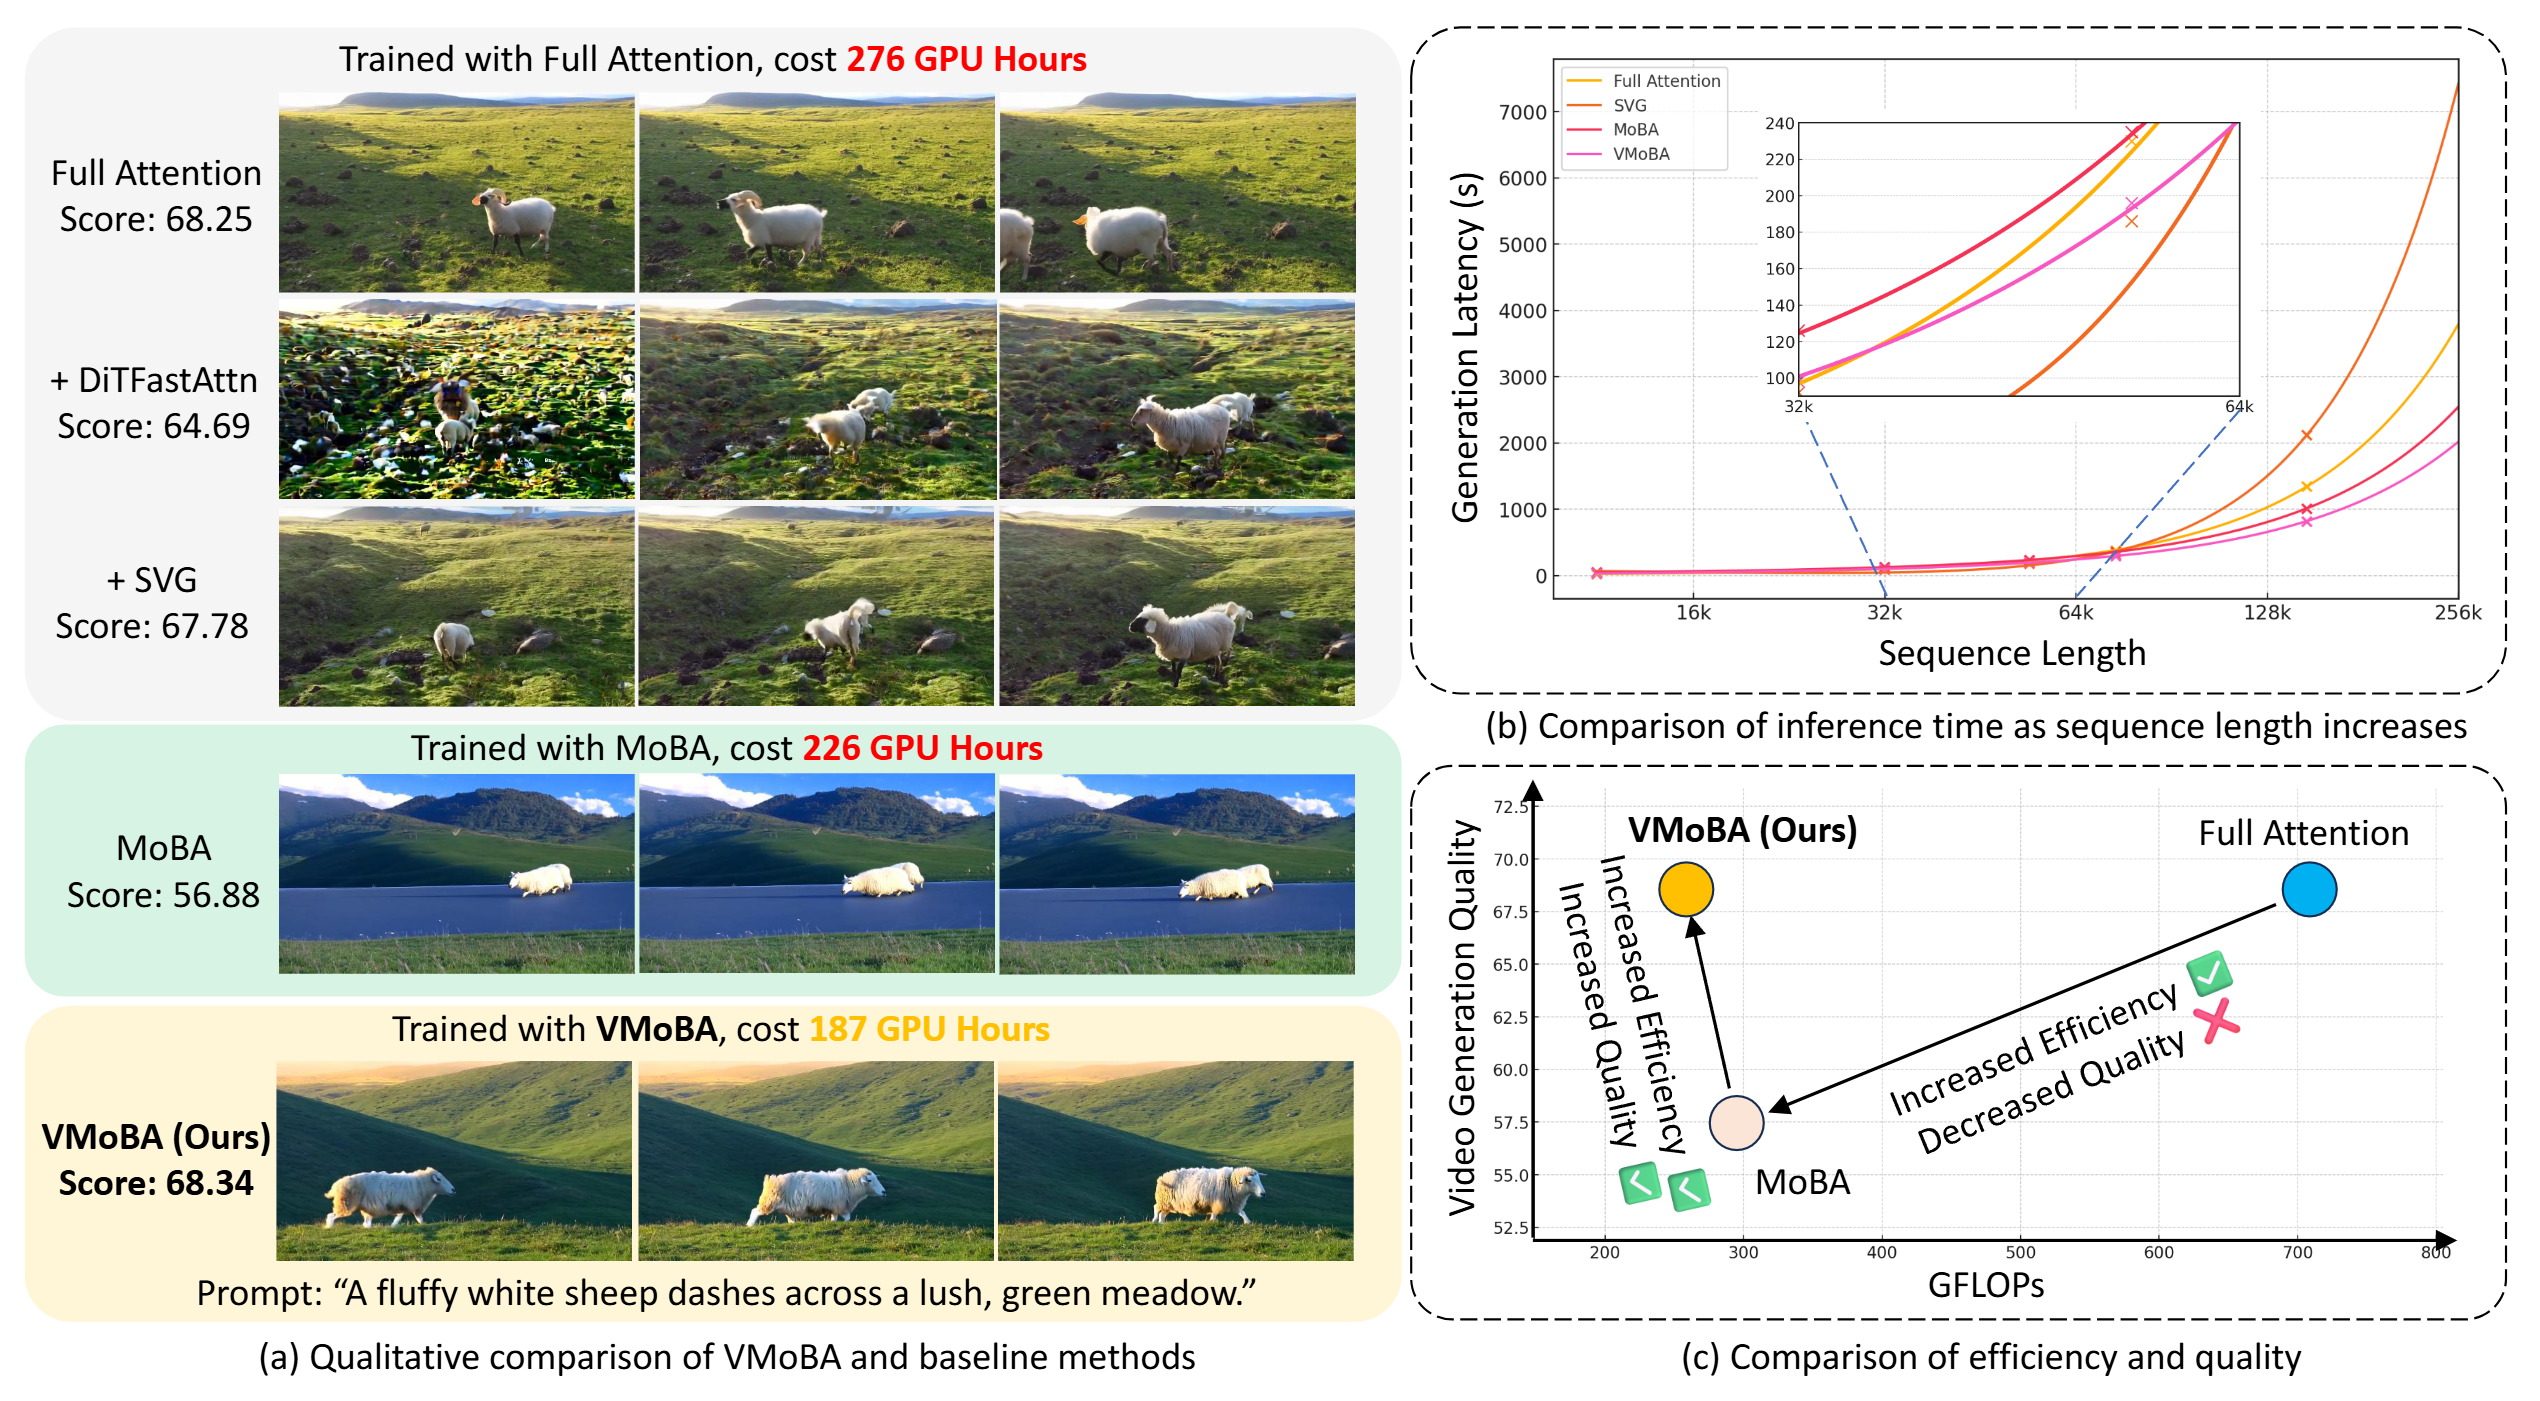 Trained with Full Attention, cost 276 GPU Hours
Full Attention
Score: 68.25
+ DiTFastAttn
Score: 64.69
+ SVG
Score: 67.78
Trained with MoBA, cost 226 GPU Hours
MoBA
Score: 56.88
Trained with VMoBA, cost 187 GPU Hours
VMoBA (Ours)
Score: 68.34
Prompt: “A fluffy white sheep dashes across a lush, green meadow.”
(a) Qualitative comparison of VMoBA and baseline methods
Generation Latency (s)
7000
6000
5000
4000
3000
2000
1000
0
Full Attention
SVG
MoBA
VMoBA
240
220
200
180
160
140
120
100
32k
64k
16k
32k
64k
128k
256k
Sequence Length
(b) Comparison of inference time as sequence length increases
Video Generation Quality
72.5
70.0
67.5
65.0
62.5
60.0
57.5
55.0
52.5
VMoBA (Ours)
Full Attention
Increased Efficiency
Increased Quality
Increased Efficiency
Decreased Quality
MoBA
200
300
400
500
600
700
800
GFLOPs
(c) Comparison of efficiency and quality